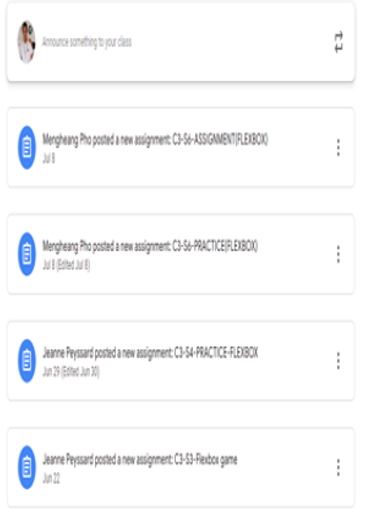 Announce something to your class
Mengheang Pho posted a new assignment: C3-S6-ASSIGNMENT(FLEXBOX)
Jul 8
Mengheang Pho posted a new assignment: C3-S6-PRACTICE(FLEXBOX)
Jul 8 (Edited Jul 8)
Jeanne Peyssard posted a new assignment: C3-S4-PRACTICE-FLEXBOX
Jun 29 (Edited Jun 30)
Jeanne Peyssard posted a new assignment: C3-S3-Flexbox game
Jun 22